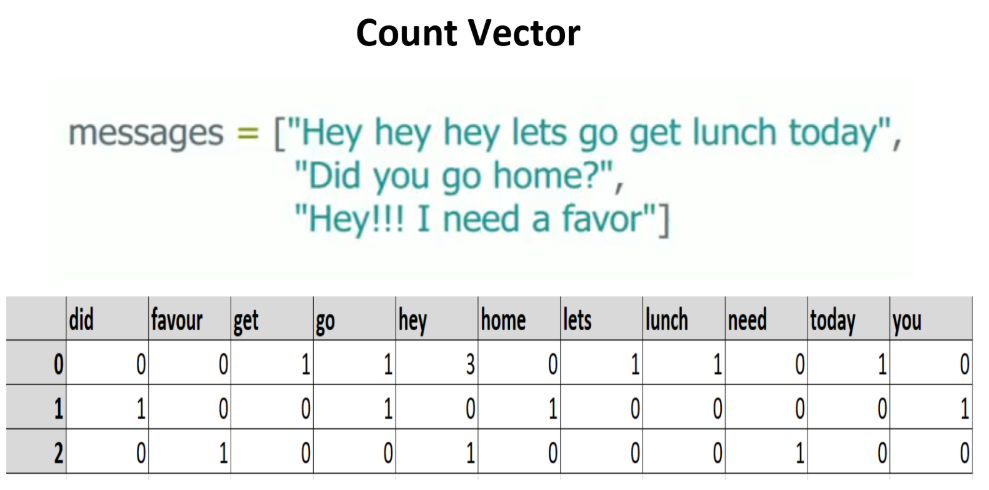 Count Vector
messages = ["Hey hey hey lets go get lunch today",
"Did you go home?",
"Hey!!! I need a favor"]
did favour get go hey home lets lunch need today you
0 0 0 1 1 3 0 1 1 0 1 0
1 1 0 0 1 0 1 0 0 0 0 1
2 0 1 0 0 1 0 0 0 1 0 0